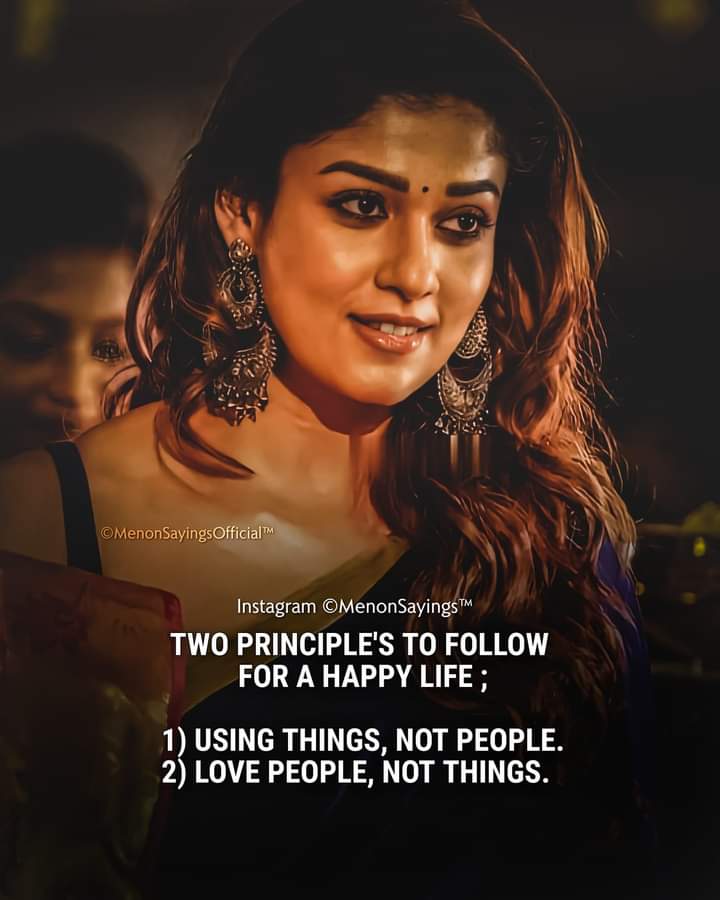 ©MenonSayingsOfficial™
Instagram ©MenonSayings™
TWO PRINCIPLE'S TO FOLLOW
FOR A HAPPY LIFE ;
1) USING THINGS, NOT PEOPLE.
2) LOVE PEOPLE, NOT THINGS.